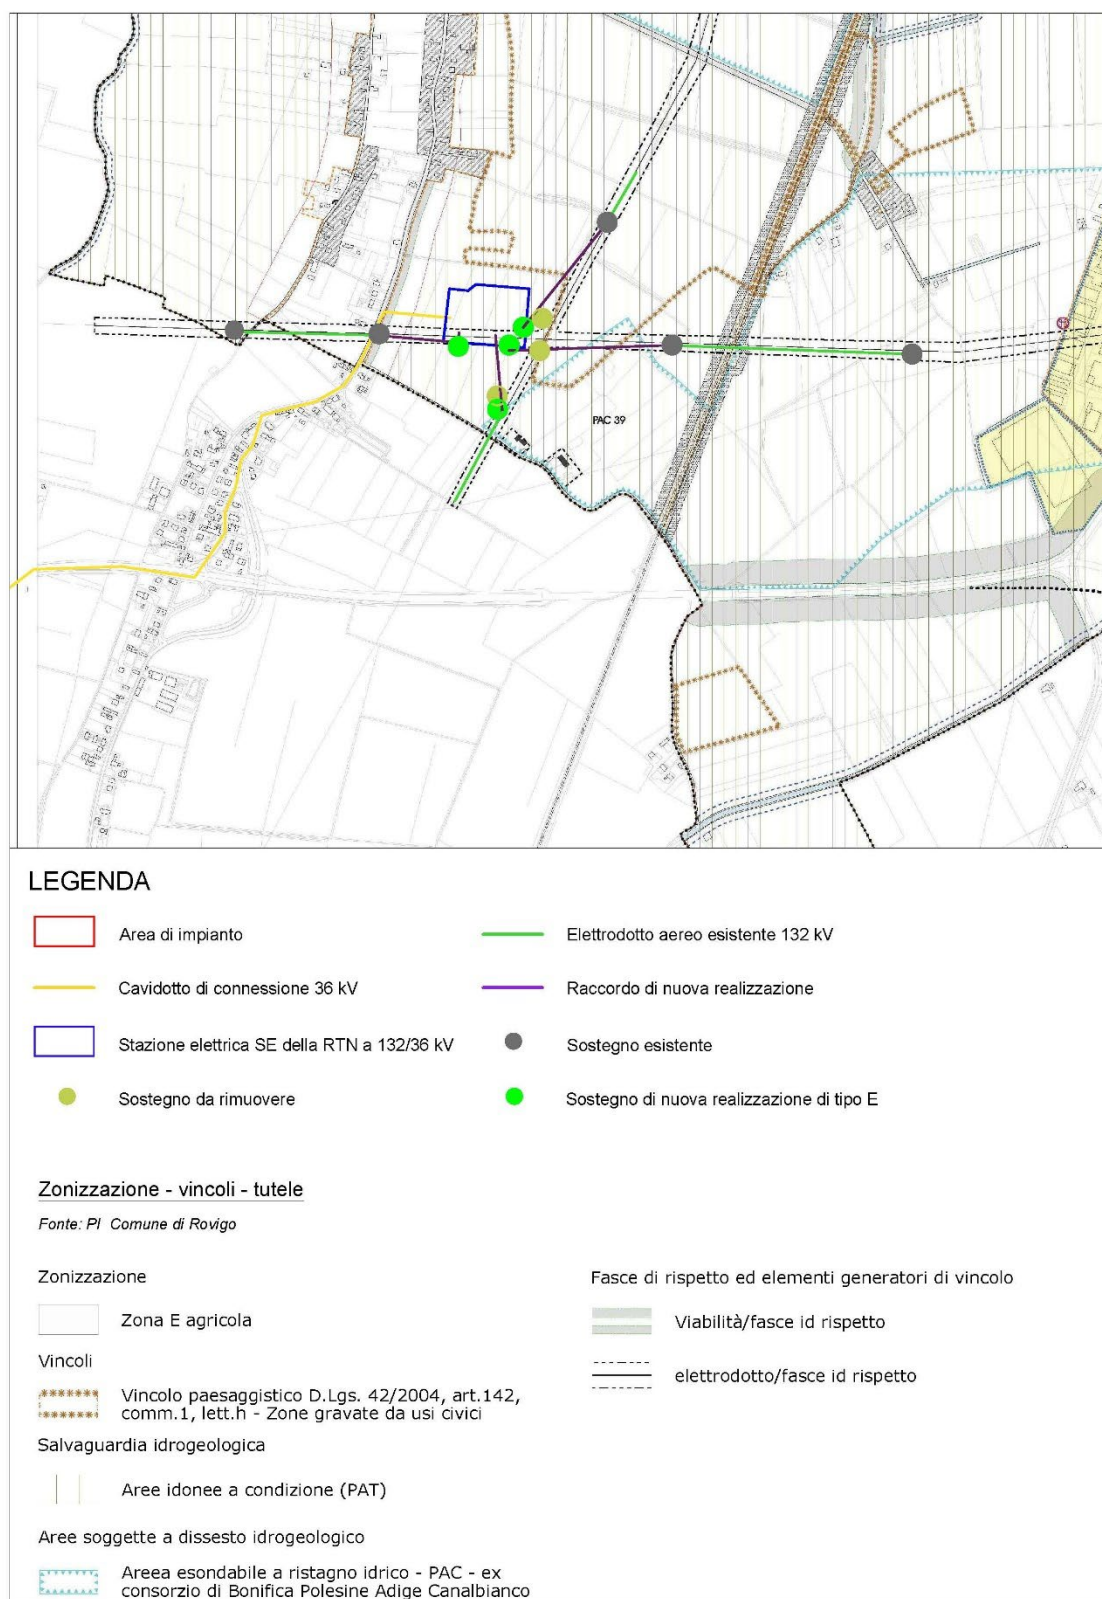 PAC 39
LEGENDA
Area di impianto
Elettrodotto aereo esistente 132 kV
Cavidotto di connessione 36 kV
Raccordo di nuova realizzazione
Stazione elettrica SE della RTN a 132/36 kV
Sostegno esistente
Sostegno da rimuovere
Sostegno di nuova realizzazione di tipo E
Zonizzazione - vincoli - tutele
Fonte: PI Comune di Rovigo
Zonizzazione
Zona E agricola
Vincoli
Vincolo paesaggistico D.Lgs. 42/2004, art.142,
comm.1, lett.h - Zone gravate da usi civici
Salvaguardia idrogeologica
Aree idonee a condizione (PAT)
Aree soggette a dissesto idrogeologico
Areea esondabile a ristagno idrico - PAC - ex
consorzio di Bonifica Polesine Adige Canalbianco
Fasce di rispetto ed elementi generatori di vincolo
Viabilità/fasce id rispetto
elettrodotto/fasce id rispetto